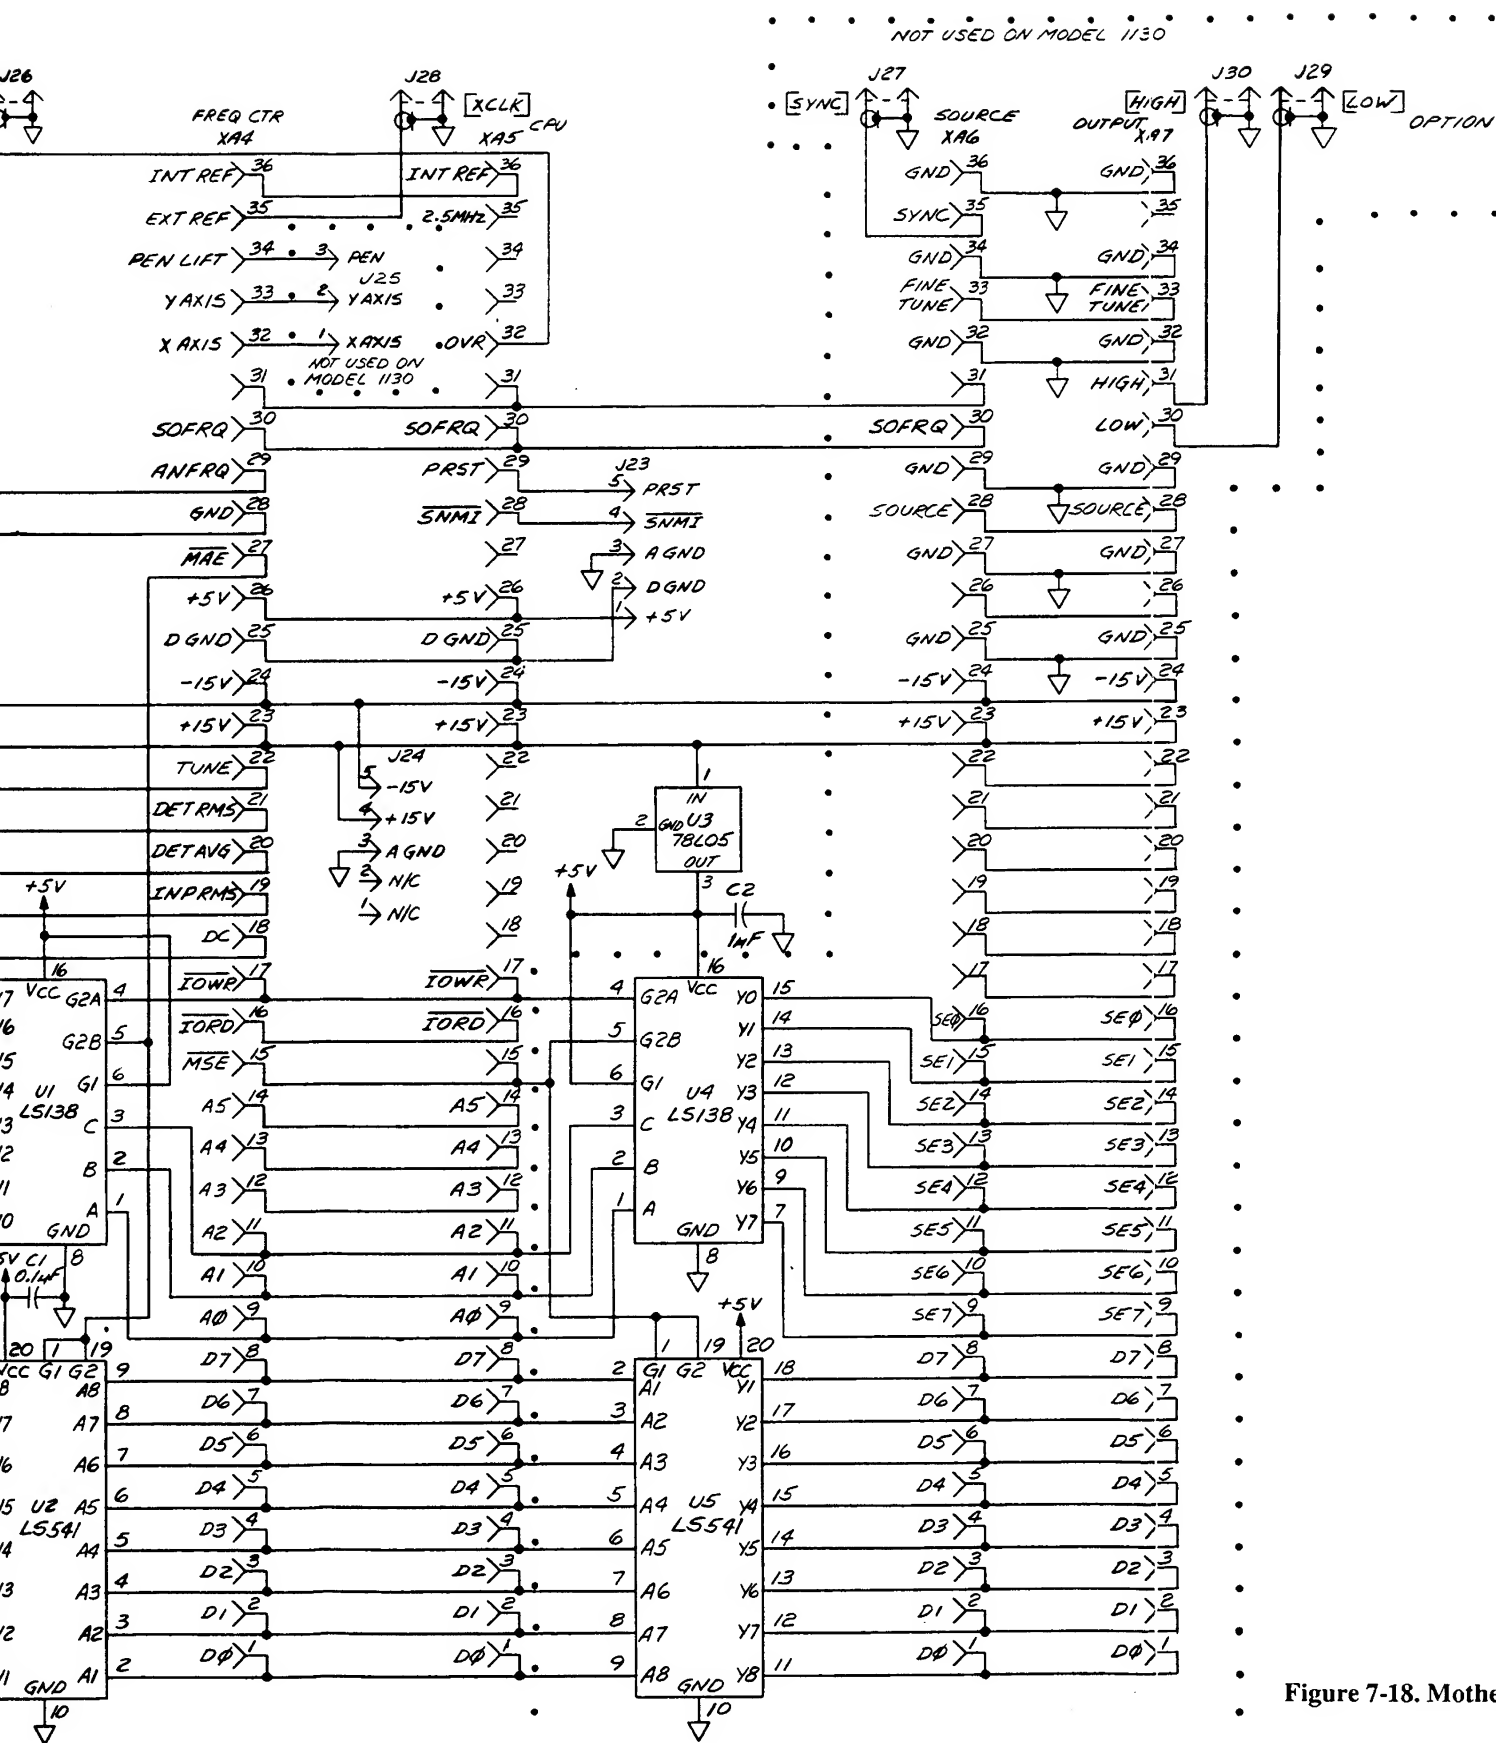 NOT USED ON MODEL 1130
J26
J28
[XCLK]
J27
[SYNC]
J30
[HIGH]
J29
[LOW]
OPTION
FREQ CTR
XA4
INT REF 36
EXT REF 35
PEN LIFT 34
Y AXIS 33
X AXIS 32
31
SOFRQ 30
ANFRQ 29
GND 28
MAE 27
+5V 26
D GND 25
-15V 24
+15V 23
TUNE 22
DETRMS 21
DETAVG 20
INPRMS 19
DC 18
IOWR 17
IORD 16
MSE 15
A5 14
A4 13
A3 12
A2 11
A1 10
AØ 9
D7 8
D6 7
D5 6
D4 5
D3 4
D2 3
D1 2
DØ 1
3 PEN
J25
2 Y AXIS
1 X AXIS
NOT USED ON
MODEL 1130
CPU
XA5
INT REF 36
2.5MHz 35
34
33
OVR 32
31
SOFRQ 30
PRST 29
SNMI 28
27
+5V 26
D GND 25
-15V 24
+15V 23
22
21
20
19
18
IOWR 17
IORD 16
15
A5 14
A4 13
A3 12
A2 11
A1 10
AØ 9
D7 8
D6 7
D5 6
D4 5
D3 4
D2 3
D1 2
DØ 1
J23
5 PRST
4 SNMI
3 A GND
2 D GND
1 +5V
J24
5 -15V
4 +15V
3 A GND
2 N/C
1 N/C
1
IN
2 GND U3
78L05
OUT
3
+5V
C2
1µF
SOURCE
XA6
GND 36
SYNC 35
GND 34
FINE
TUNE 33
GND 32
31
SOFRQ 30
GND 29
SOURCE 28
GND 27
26
GND 25
-15V 24
+15V 23
22
21
20
19
18
17
SEØ 16
SE1 15
SE2 14
SE3 13
SE4 12
SE5 11
SE6 10
SE7 9
D7 8
D6 7
D5 6
D4 5
D3 4
D2 3
D1 2
DØ 1
OUTPUT
XA7
GND 36
35
GND 34
FINE
TUNE 33
GND 32
HIGH 31
LOW 30
GND 29
SOURCE 28
GND 27
26
GND 25
-15V 24
+15V 23
22
21
20
19
18
17
SEØ 16
SE1 15
SE2 14
SE3 13
SE4 12
SE5 11
SE6 10
SE7 9
D7 8
D6 7
D5 6
D4 5
D3 4
D2 3
D1 2
DØ 1
+5V
16
VCC G2A 4
G2B 5
G1 6
U1
LS138
C 3
B 2
A 1
GND
8
C1
0.1µF
20 1 19
VCC G1 G2
A8 9
A7 8
A6 7
U2 A5 6
LS541
A4 5
A3 4
A2 3
A1 2
GND
10
16
4 G2A VCC Y0 15
5 G2B Y1 14
Y2 13
6 G1 Y3 12
U4
LS138
3 C Y4 11
Y5 10
2 B Y6 9
1 A Y7 7
GND
8
+5V
1 19 20
G1 G2 VCC
2 A1 Y1 18
3 A2 Y2 17
4 A3 Y3 16
5 A4 U5 Y4 15
LS541
6 A5 Y5 14
7 A6 Y6 13
8 A7 Y7 12
9 A8 Y8 11
GND
10
Figure 7-18. Mothe